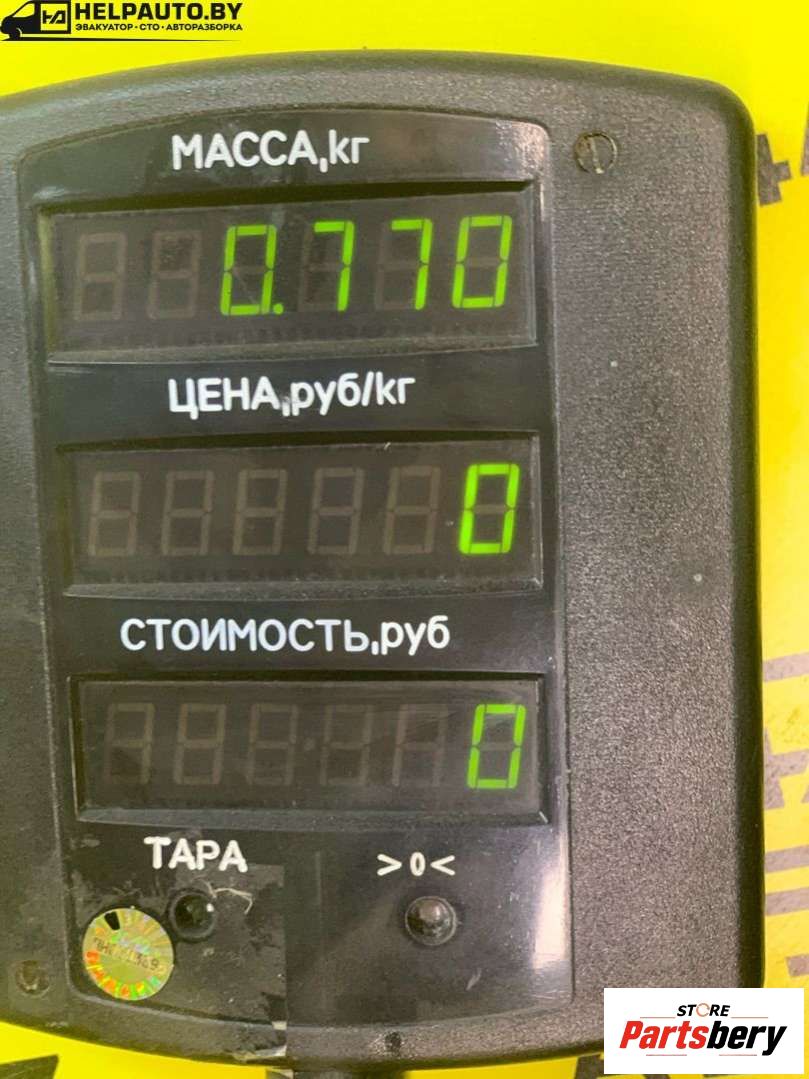 HELPAUTO.BY
ЭВАКУАТОР · СТО · АВТОРАЗБОРКА
МАССА,кг
0.770
ЦЕНА,руб/кг
0
СТОИМОСТЬ,руб
0
ТАРА
>0<
STORE
Partsbery